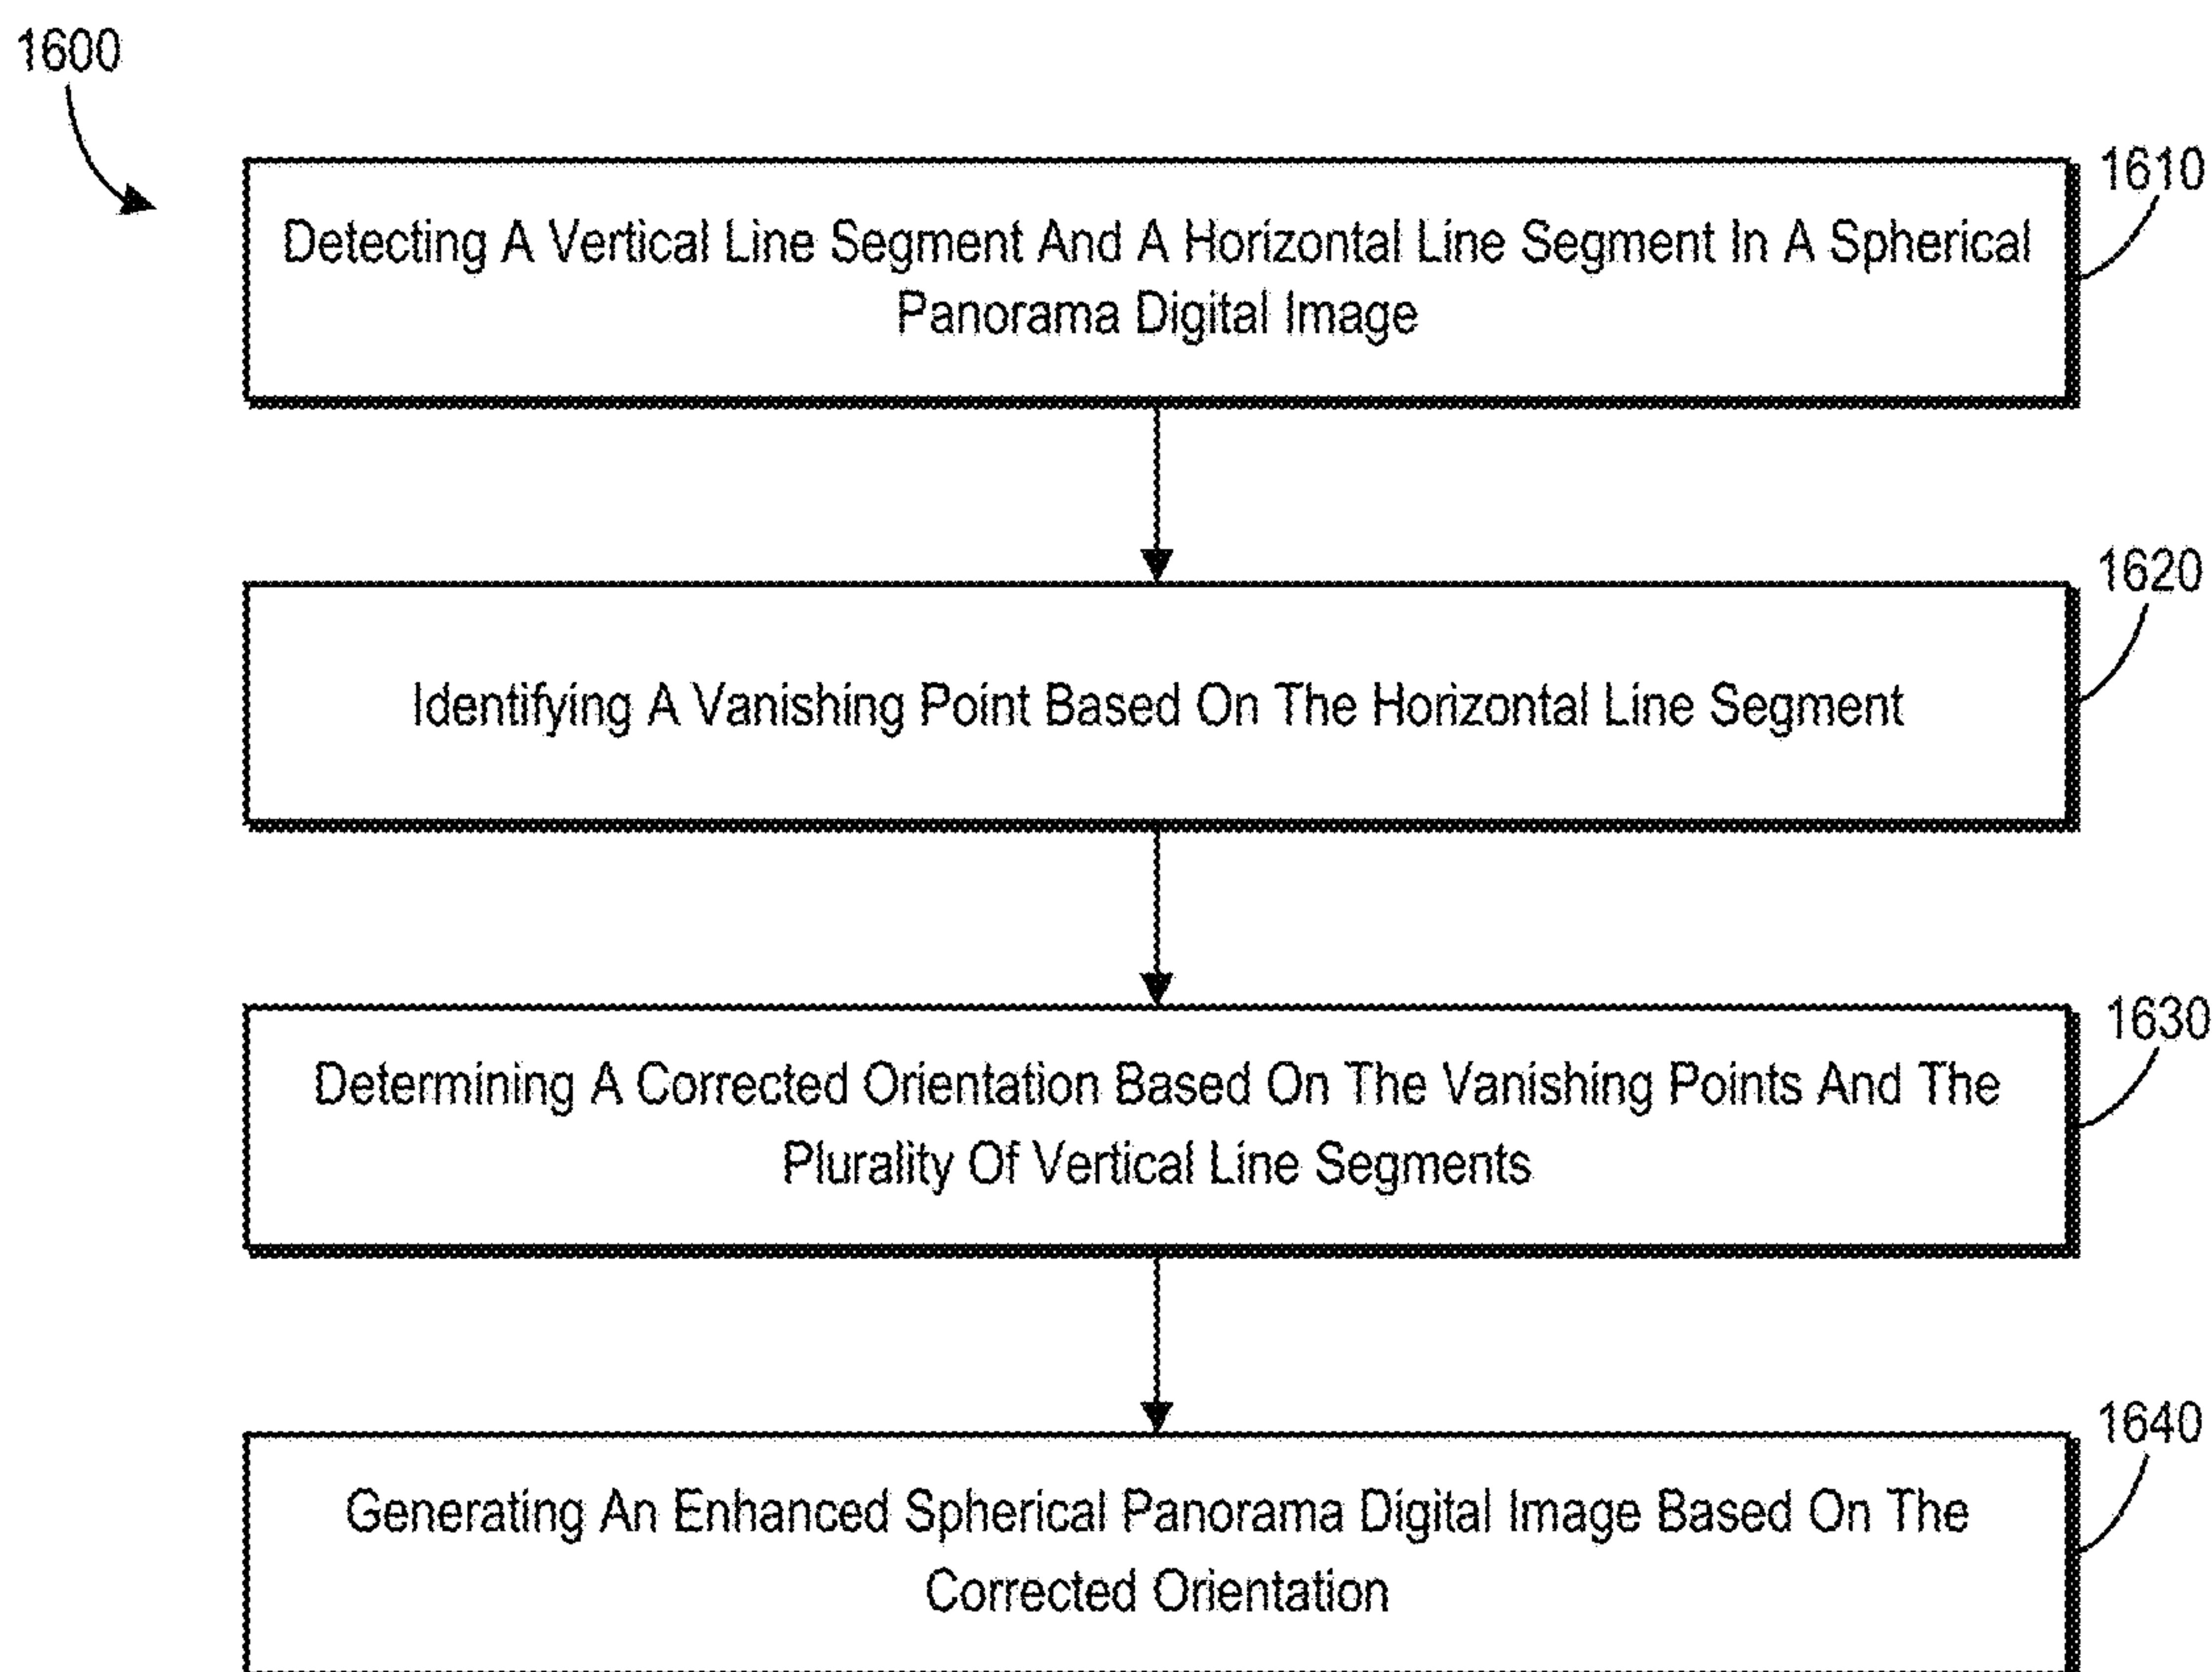 1600
1610
Detecting A Vertical Line Segment And A Horizontal Line Segment In A Spherical
Panorama Digital Image
1620
Identifying A Vanishing Point Based On The Horizontal Line Segment
1630
Determining A Corrected Orientation Based On The Vanishing Points And The
Plurality Of Vertical Line Segments
1640
Generating An Enhanced Spherical Panorama Digital Image Based On The
Corrected Orientation